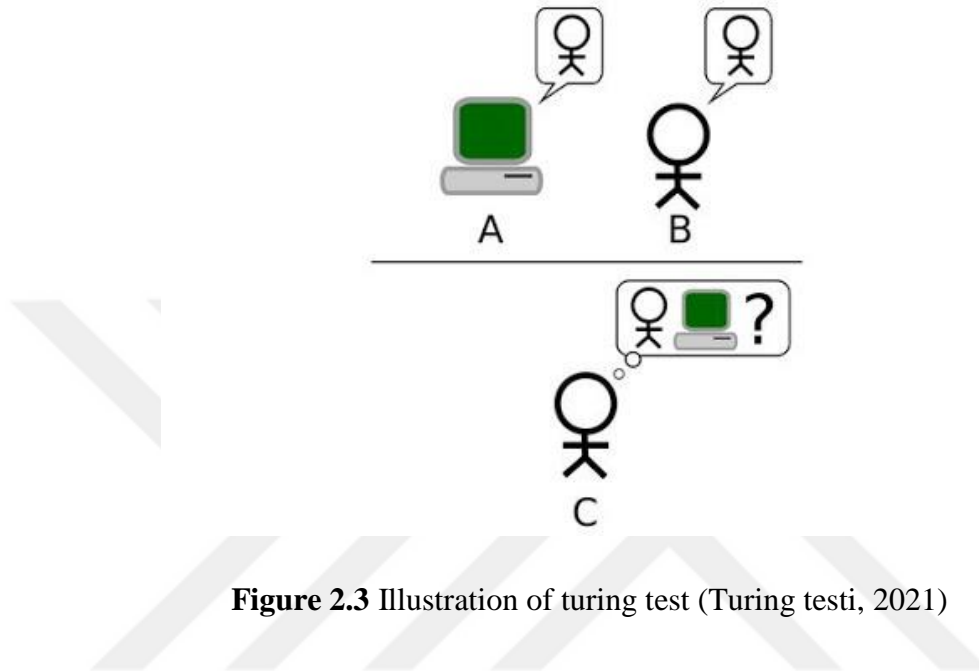 A
B
?
C
Figure 2.3 Illustration of turing test (Turing testi, 2021)